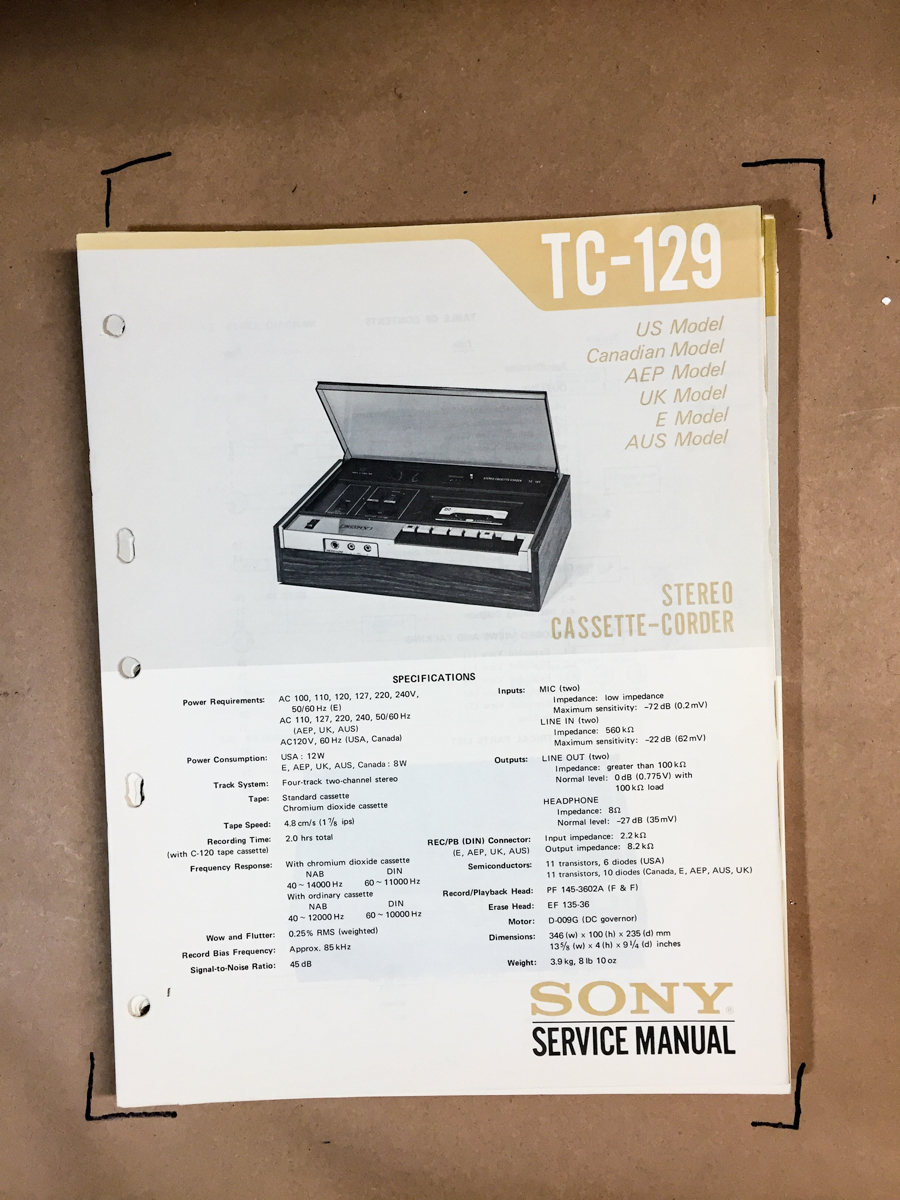 TC-129
US Model
Canadian Model
AEP Model
UK Model
E Model
AUS Model
STEREO
CASSETTE-CORDER
SPECIFICATIONS
Power Requirements: AC 100, 110, 120, 127, 220, 240V,
50/60 Hz (E)
AC 110, 127, 220, 240, 50/60 Hz
(AEP, UK, AUS)
AC120V, 60 Hz (USA, Canada)
Power Consumption: USA : 12W
E, AEP, UK, AUS, Canada : 8W
Track System: Four-track two-channel stereo
Tape: Standard cassette
Chromium dioxide cassette
Tape Speed: 4.8 cm/s (1 7/8 ips)
Recording Time: 2.0 hrs total
(with C-120 tape cassette)
Frequency Response: With chromium dioxide cassette
NAB DIN
40 ~ 14000 Hz 60 ~ 11000 Hz
With ordinary cassette
NAB DIN
40 ~ 12000 Hz 60 ~ 10000 Hz
Wow and Flutter: 0.25% RMS (weighted)
Record Bias Frequency: Approx. 85 kHz
Signal-to-Noise Ratio: 45 dB
Inputs: MIC (two)
Impedance: low impedance
Maximum sensitivity: -72 dB (0.2 mV)
LINE IN (two)
Impedance: 560 kΩ
Maximum sensitivity: -22 dB (62 mV)
Outputs: LINE OUT (two)
Impedance: greater than 100 kΩ
Normal level: 0 dB (0.775 V) with
100 kΩ load
HEADPHONE
Impedance: 8Ω
Normal level: -27 dB (35 mV)
REC/PB (DIN) Connector: Input impedance: 2.2 kΩ
(E, AEP, UK, AUS) Output impedance: 8.2 kΩ
Semiconductors: 11 transistors, 6 diodes (USA)
11 transistors, 10 diodes (Canada, E, AEP, AUS, UK)
Record/Playback Head: PF 145-3602A (F & F)
Erase Head: EF 135-36
Motor: D-009G (DC governor)
Dimensions: 346 (w) x 100 (h) x 235 (d) mm
13 5/8 (w) x 4 (h) x 9 1/4 (d) inches
Weight: 3.9 kg, 8 lb 10 oz
SONY®
SERVICE MANUAL